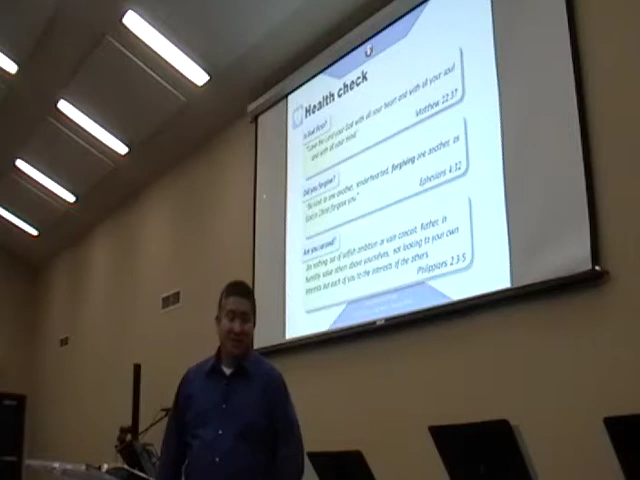 Health check
Is God first?
"Love the Lord your God with all your heart and with all your soul
and with all your mind"
Matthew 22:37
Did you forgive?
"Be kind to one another, tenderhearted, forgiving one another, as
God in Christ forgave you."
Ephesians 4:32
Do nothing out of selfish ambition or vain conceit. Rather, in
humility value others above yourselves, not looking to your own
interests but each of you to the interests of the others.
Philippians 2:3-5